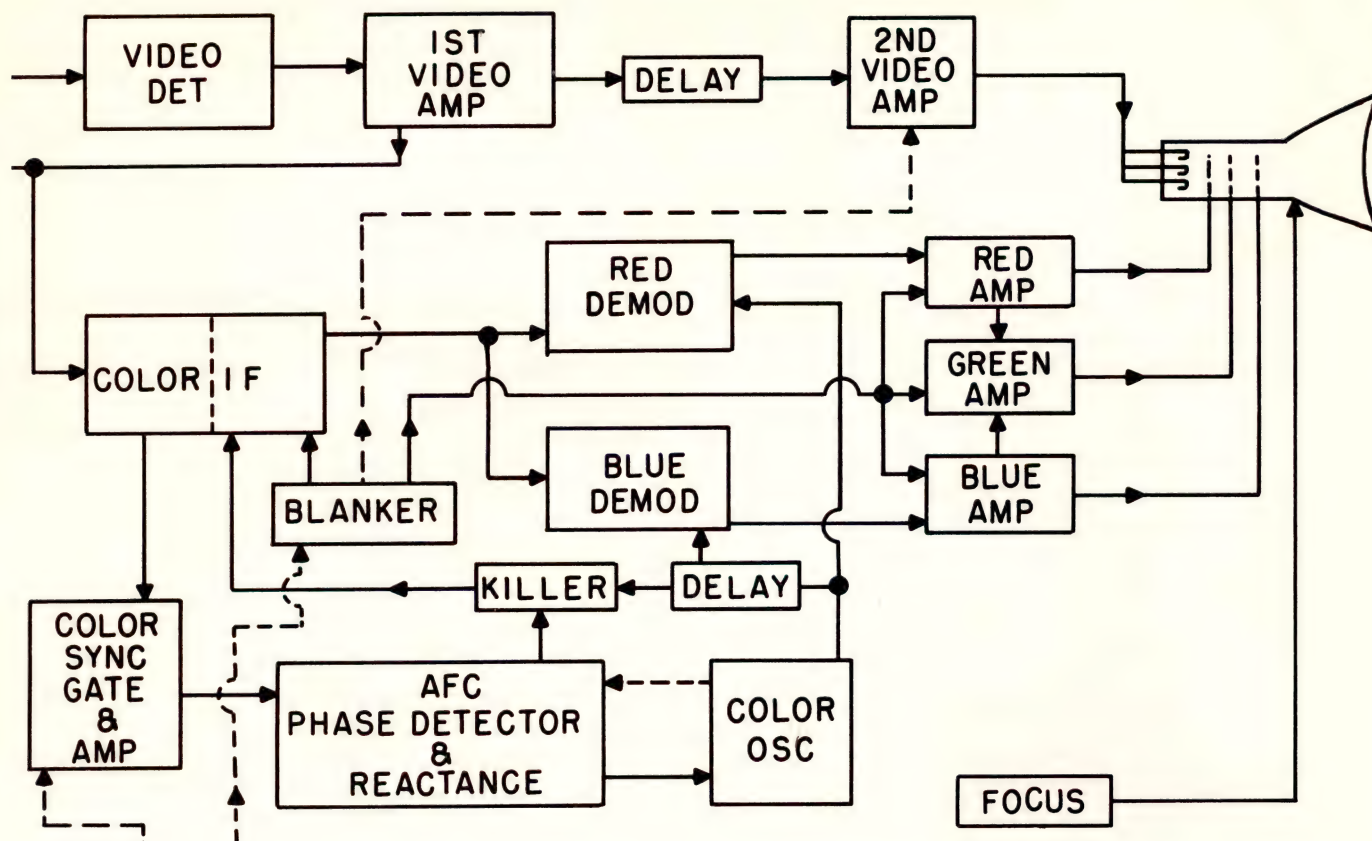 VIDEO
DET
1ST
VIDEO
AMP
DELAY
2ND
VIDEO
AMP
RED
DEMOD
RED
AMP
COLOR IF
GREEN
AMP
BLUE
DEMOD
BLUE
AMP
BLANKER
KILLER
DELAY
COLOR
SYNC
GATE
&
AMP
AFC
PHASE DETECTOR
&
REACTANCE
COLOR
OSC
FOCUS